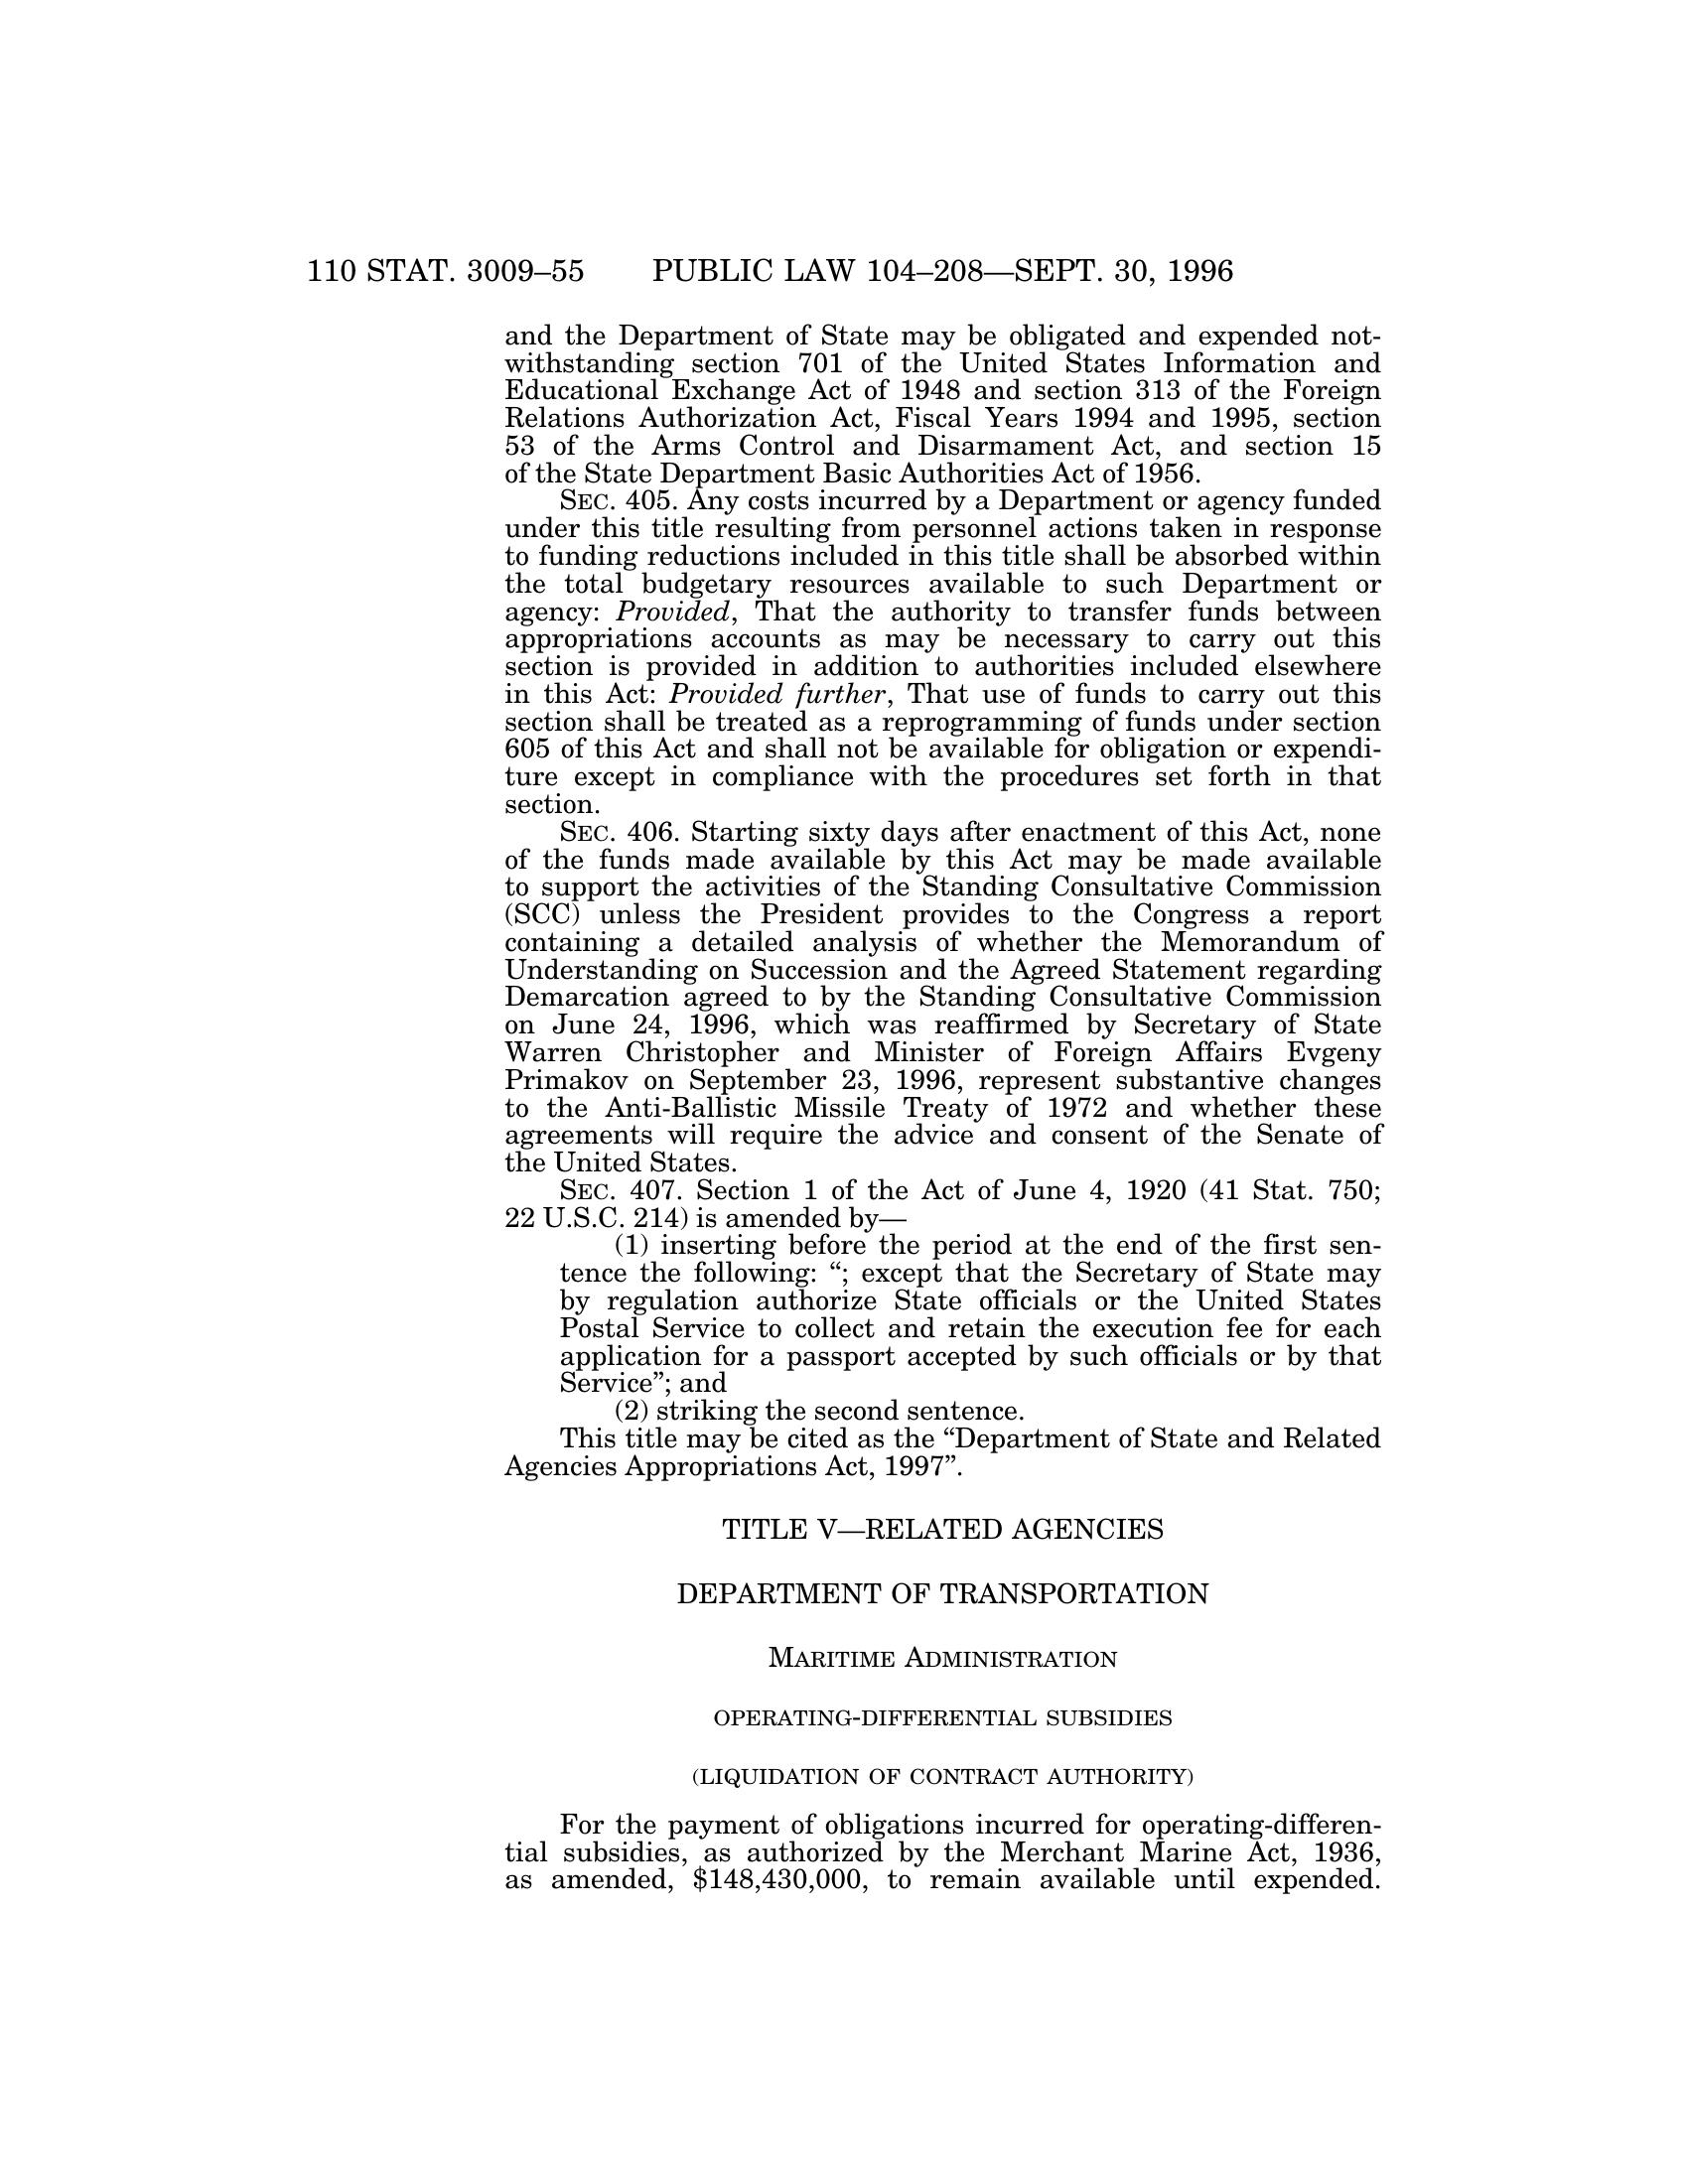 110 STAT. 3009–55 PUBLIC LAW 104–208—SEPT. 30, 1996
and the Department of State may be obligated and expended not-
withstanding section 701 of the United States Information and
Educational Exchange Act of 1948 and section 313 of the Foreign
Relations Authorization Act, Fiscal Years 1994 and 1995, section
53 of the Arms Control and Disarmament Act, and section 15
of the State Department Basic Authorities Act of 1956.
SEC. 405. Any costs incurred by a Department or agency funded
under this title resulting from personnel actions taken in response
to funding reductions included in this title shall be absorbed within
the total budgetary resources available to such Department or
agency: Provided, That the authority to transfer funds between
appropriations accounts as may be necessary to carry out this
section is provided in addition to authorities included elsewhere
in this Act: Provided further, That use of funds to carry out this
section shall be treated as a reprogramming of funds under section
605 of this Act and shall not be available for obligation or expendi-
ture except in compliance with the procedures set forth in that
section.
SEC. 406. Starting sixty days after enactment of this Act, none
of the funds made available by this Act may be made available
to support the activities of the Standing Consultative Commission
(SCC) unless the President provides to the Congress a report
containing a detailed analysis of whether the Memorandum of
Understanding on Succession and the Agreed Statement regarding
Demarcation agreed to by the Standing Consultative Commission
on June 24, 1996, which was reaffirmed by Secretary of State
Warren Christopher and Minister of Foreign Affairs Evgeny
Primakov on September 23, 1996, represent substantive changes
to the Anti-Ballistic Missile Treaty of 1972 and whether these
agreements will require the advice and consent of the Senate of
the United States.
SEC. 407. Section 1 of the Act of June 4, 1920 (41 Stat. 750;
22 U.S.C. 214) is amended by—
(1) inserting before the period at the end of the first sen-
tence the following: “; except that the Secretary of State may
by regulation authorize State officials or the United States
Postal Service to collect and retain the execution fee for each
application for a passport accepted by such officials or by that
Service”; and
(2) striking the second sentence.
This title may be cited as the “Department of State and Related
Agencies Appropriations Act, 1997”.
TITLE V—RELATED AGENCIES
DEPARTMENT OF TRANSPORTATION
MARITIME ADMINISTRATION
OPERATING-DIFFERENTIAL SUBSIDIES
(LIQUIDATION OF CONTRACT AUTHORITY)
For the payment of obligations incurred for operating-differen-
tial subsidies, as authorized by the Merchant Marine Act, 1936,
as amended, $148,430,000, to remain available until expended.